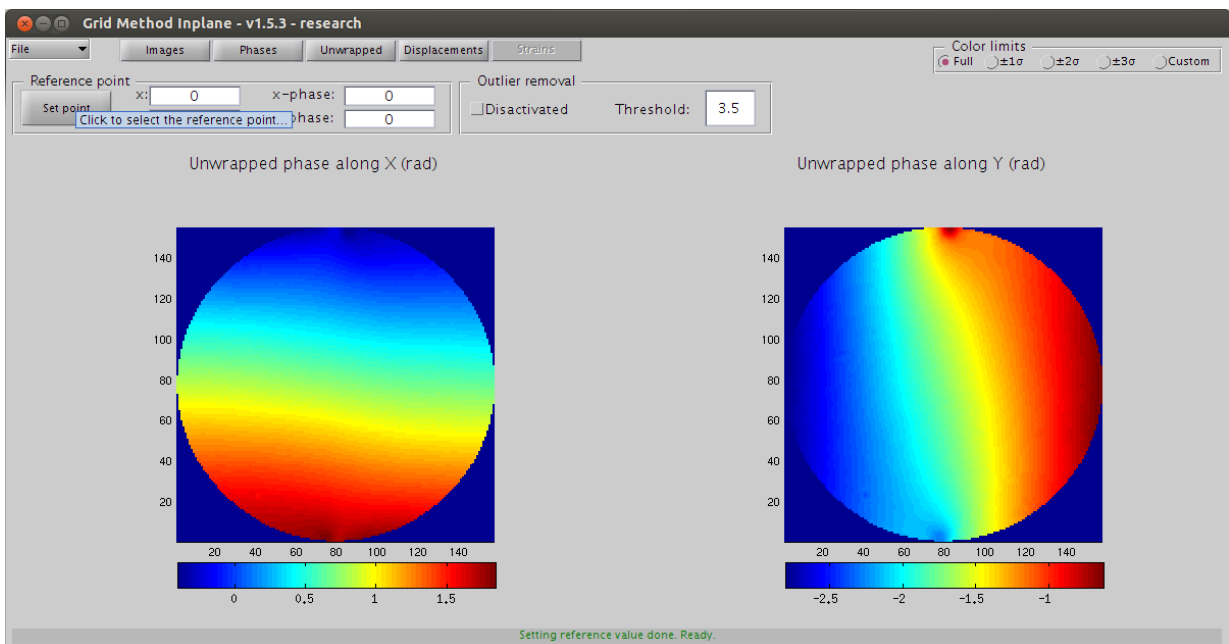 Grid Method Inplane - v1.5.3 - research
File Images Phases Unwrapped Displacements Strains
Color limits
Full ±1σ ±2σ ±3σ Custom
Reference point
Outlier removal
Set point x: 0 x-phase: 0
Disactivated Threshold: 3.5
Click to select the reference point... phase: 0
Unwrapped phase along X (rad)
Unwrapped phase along Y (rad)
140
120
100
80
60
40
20
20 40 60 80 100 120 140
0 0.5 1 1.5
140
120
100
80
60
40
20
20 40 60 80 100 120 140
-2.5 -2 -1.5 -1
Setting reference value done. Ready.